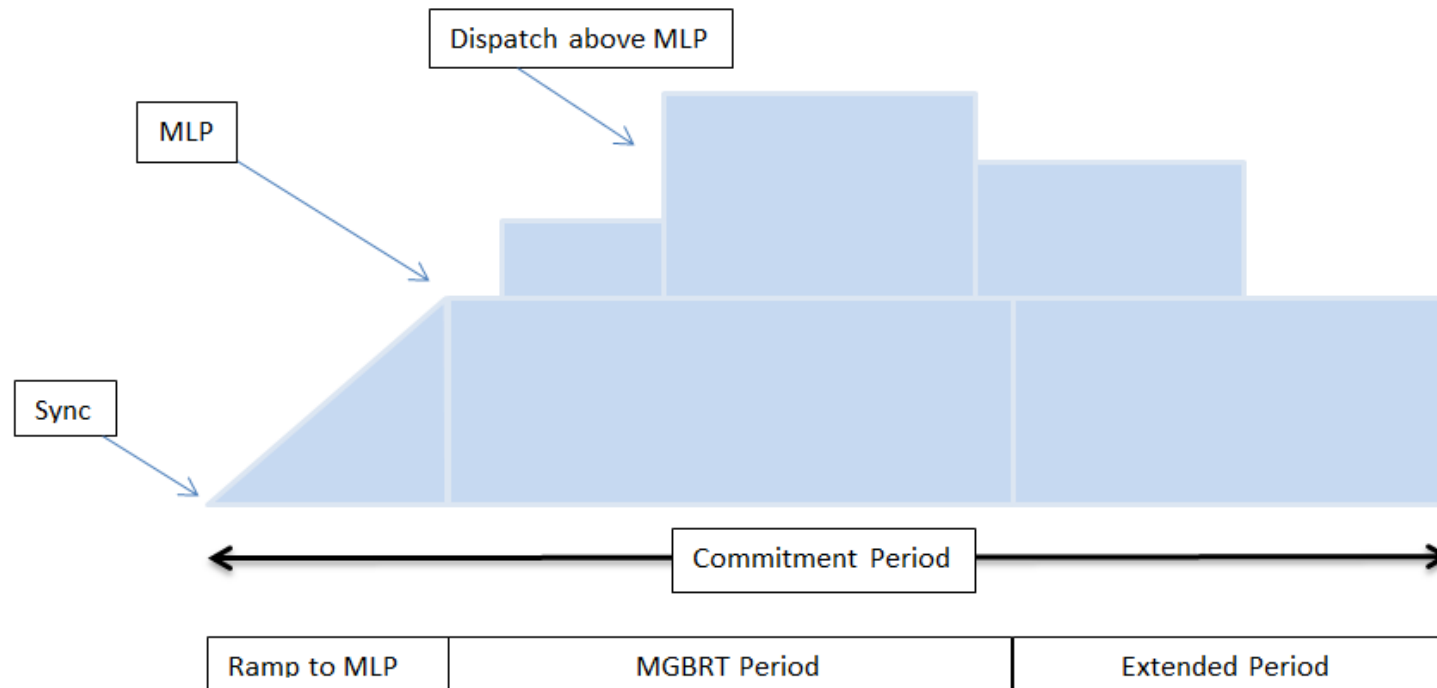 Dispatch above MLP
MLP
Sync
Commitment Period
Ramp to MLP
MGBRT Period
Extended Period